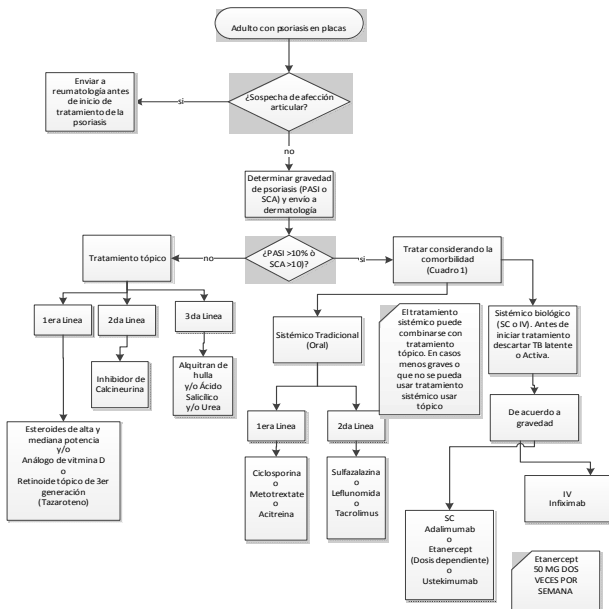 Adulto con psoriasis en placas
Enviar a
reumatología antes
de inicio de
tratamiento de la
psoriasis
si
¿Sospecha de afección
articular?
no
Determinar gravedad
de psoriasis (PASI o
SCA) y envío a
dermatología
Tratamiento tópico
no
¿PASI >10% ò
SCA >10)?
si
Tratar considerando la
comorbilidad
(Cuadro 1)
1era Linea
2da Linea
3da Linea
Sistémico Tradicional
(Oral)
El tratamiento
sistémico puede
combinarse con
tratamiento
tópico. En casos
menos graves o
que no se pueda
usar tratamiento
sistémico usar
tópico
Sistémico biológico
(SC o IV). Antes de
iniciar tratamiento
descartar TB latente
o Activa.
Inhibidor de
Calcineurina
Alquitran de
hulla
y/o Ácido
Salicílico
y/o Urea
De acuerdo a
gravedad
Esteroides de alta y
mediana potencia
y/o
Análogo de vitmina D
o
Retinoide tópico de 3er
generación
(Tazaroteno)
1era Linea
2da Linea
Ciclosporina
o
Metotrextate
o
Acitreina
Sulfazalazina
o
Leflunomida
o
Tacrolimus
SC
Adalimumab
o
Etanercept
(Dosis dependiente)
o
Ustekimumab
IV
Infiximab
Etanercept
50 MG DOS
VECES POR
SEMANA